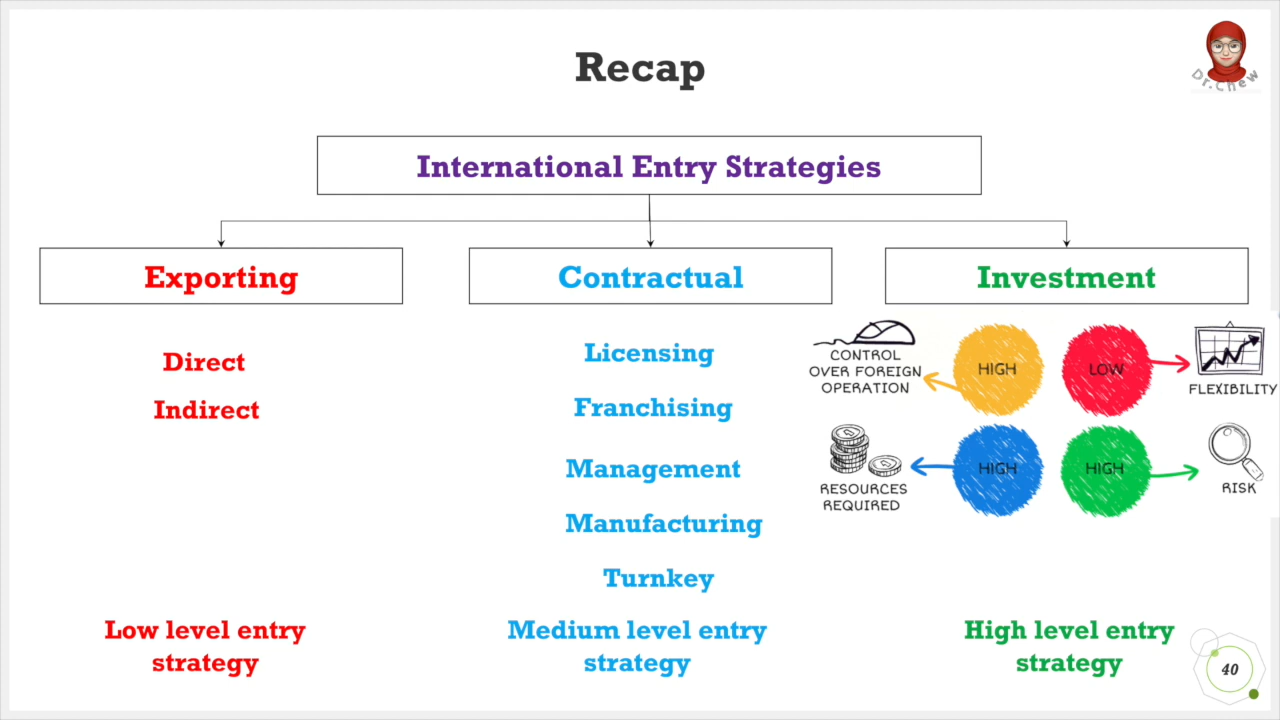 Recap
Dr.Chew
International Entry Strategies
Exporting
Contractual
Investment
Direct
Indirect
Licensing
Franchising
Management
Manufacturing
Turnkey
CONTROL
OVER FOREIGN
OPERATION
HIGH
LOW
FLEXIBILITY
RESOURCES
REQUIRED
HIGH
HIGH
RISK
Low level entry
strategy
Medium level entry
strategy
High level entry
strategy
40